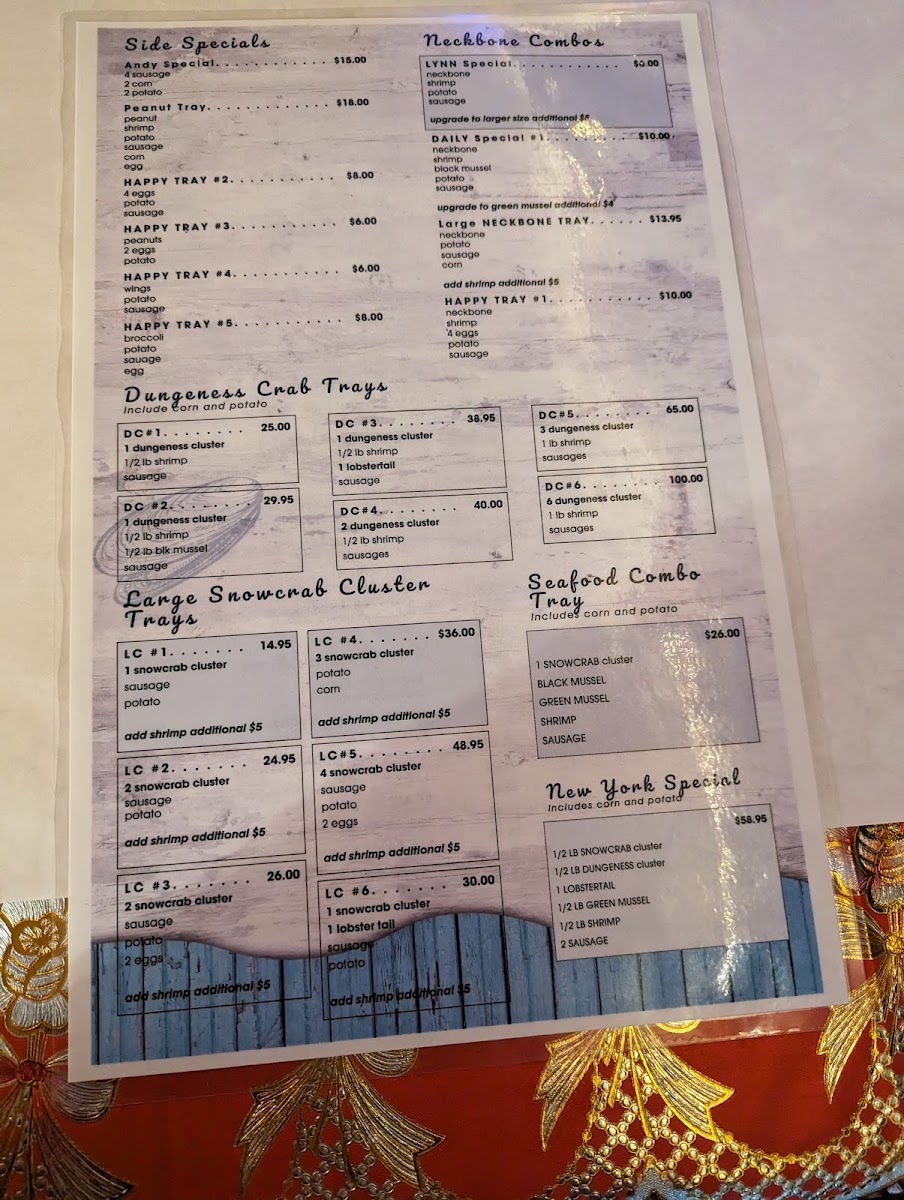 Side Specials
Andy Special. . . . . . . . . . . . $15.00
4 sausage
2 corn
2 potato
Peanut Tray. . . . . . . . . . . . . $18.00
peanut
shrimp
potato
sausage
corn
egg
HAPPY TRAY #2. . . . . . . . . . . $8.00
4 eggs
potato
sausage
HAPPY TRAY #3. . . . . . . . . . . $6.00
peanuts
2 eggs
potato
HAPPY TRAY #4. . . . . . . . . . . $6.00
wings
potato
sausage
HAPPY TRAY #5. . . . . . . . . . . $8.00
broccoli
potato
sauage
egg
Neckbone Combos
LYNN Special. . . . . . . . . . . . $6.00
neckbone
shrimp
potato
sausage
upgrade to larger size additional $5
DAILY Special #1. . . . . . . . . $10.00
neckbone
shrimp
black mussel
potato
sausage
upgrade to green mussel additional $4
Large NECKBONE TRAY. . . . . . $13.95
neckbone
potato
sausage
corn
add shrimp additional $5
HAPPY TRAY #1. . . . . . . . . . . $10.00
neckbone
shrimp
4 eggs
potato
sausage
Dungeness Crab Trays
Include corn and potato
DC#1. . . . . . . . 25.00
1 dungeness cluster
1/2 lb shrimp
sausage
DC #2. . . . . . . . 29.95
1 dungeness cluster
1/2 lb shrimp
1/2 lb blk mussel
sausage
DC #3. . . . . . . . 38.95
1 dungeness cluster
1/2 lb shrimp
1 lobstertail
sausage
DC#4. . . . . . . . 40.00
2 dungeness cluster
1/2 lb shrimp
sausages
DC#5. . . . . . . . 65.00
3 dungeness cluster
1 lb shrimp
sausages
DC#6. . . . . . . . 100.00
6 dungeness cluster
1 lb shrimp
sausages
Large Snowcrab Cluster
Trays
LC #1. . . . . . . 14.95
1 snowcrab cluster
sausage
potato
add shrimp additional $5
LC #2. . . . . . . 24.95
2 snowcrab cluster
sausage
potato
add shrimp additional $5
LC #3. . . . . . . 26.00
2 snowcrab cluster
sausage
potato
2 eggs
add shrimp additional $5
LC #4. . . . . . . $36.00
3 snowcrab cluster
potato
corn
add shrimp additional $5
LC#5. . . . . . . . 48.95
4 snowcrab cluster
sausage
potato
2 eggs
add shrimp additional $5
LC #6. . . . . . . 30.00
1 snowcrab cluster
1 lobster tail
sausage
potato
add shrimp additional $5
Seafood Combo
Tray
Includes corn and potato
$26.00
1 SNOWCRAB cluster
BLACK MUSSEL
GREEN MUSSEL
SHRIMP
SAUSAGE
New York Special
Includes corn and potato
$58.95
1/2 LB SNOWCRAB cluster
1/2 LB DUNGENESS cluster
1 LOBSTERTAIL
1/2 LB GREEN MUSSEL
1/2 LB SHRIMP
2 SAUSAGE